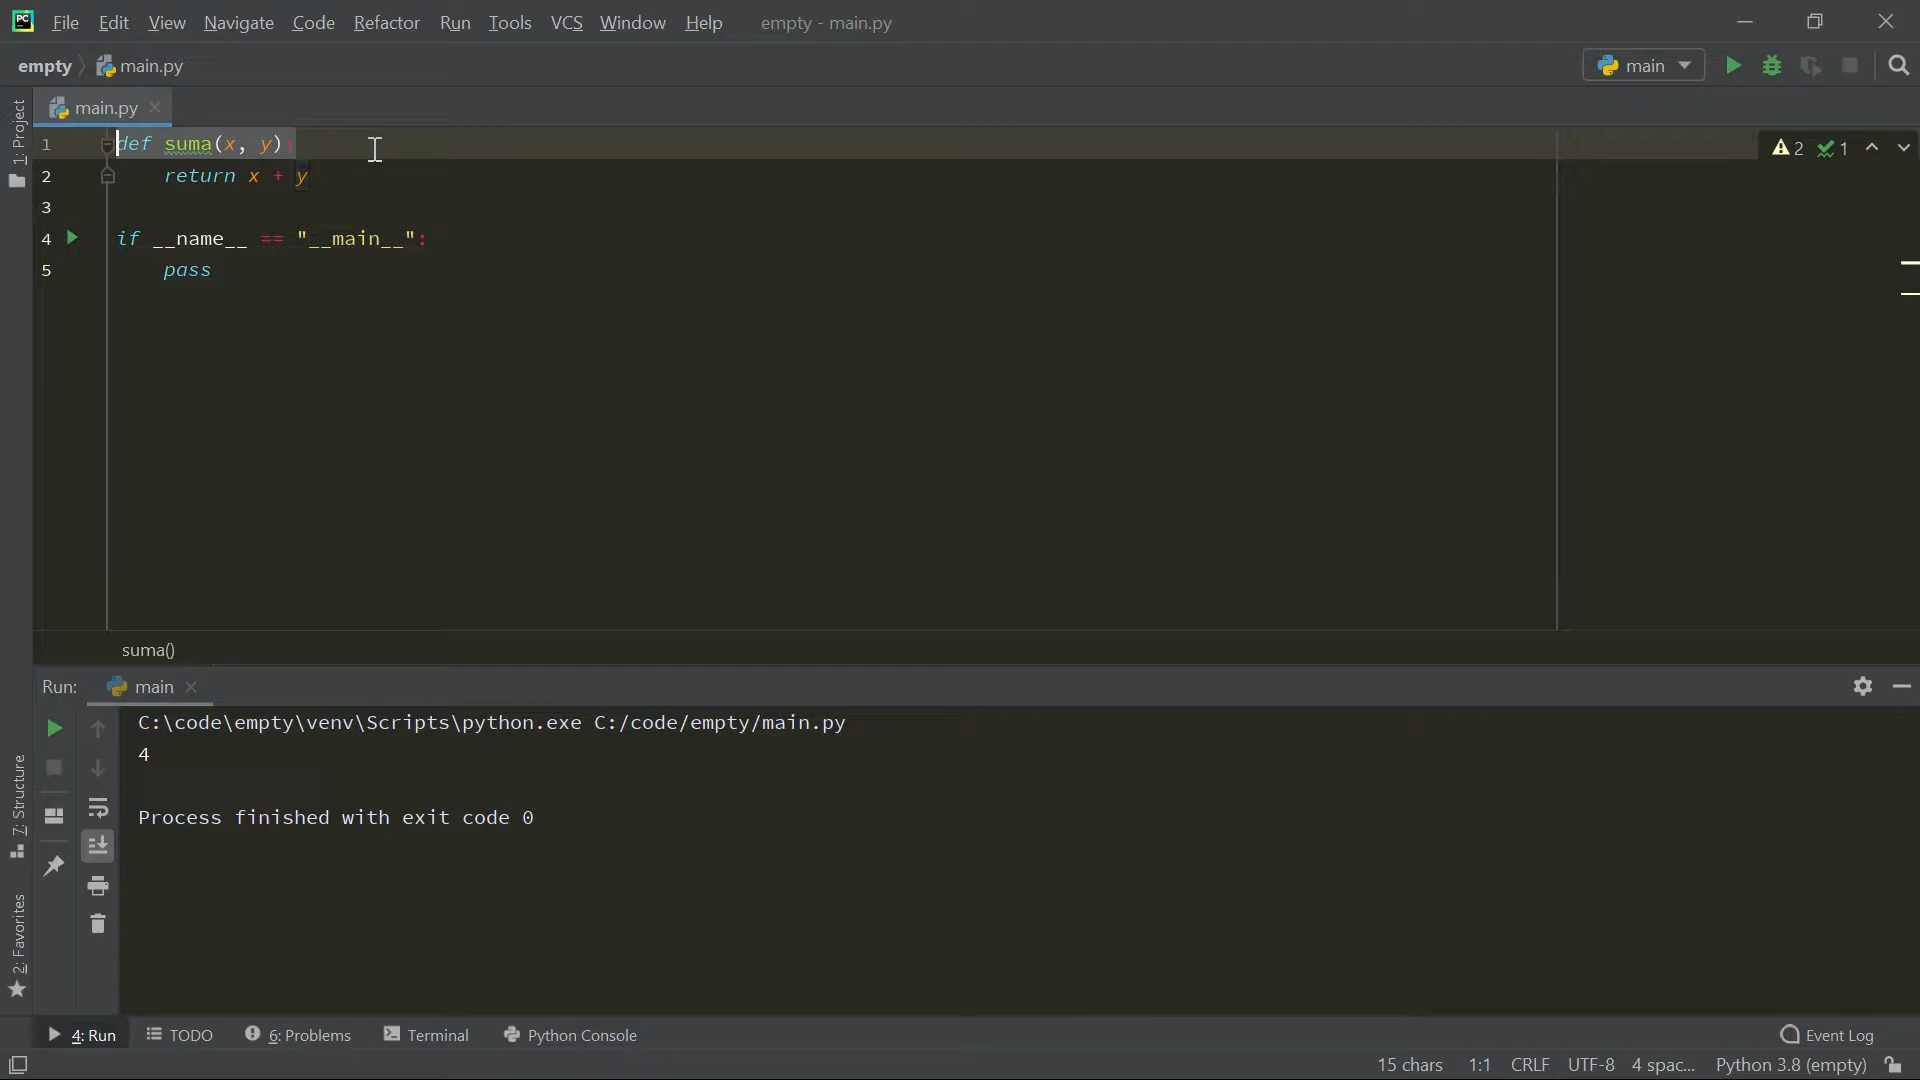 PC File Edit View Navigate Code Refactor Run Tools VCS Window Help empty - main.py
empty main.py main
main.py
1: Project
1 def suma(x, y):
2 1
2 return x + y
3
4 if __name__ == "__main__":
5 pass
suma()
Run: main
C:\code\empty\venv\Scripts\python.exe C:/code/empty/main.py
4
Process finished with exit code 0
7: Structure
2: Favorites
4: Run TODO 6: Problems Terminal Python Console Event Log
15 chars 1:1 CRLF UTF-8 4 spac... Python 3.8 (empty)